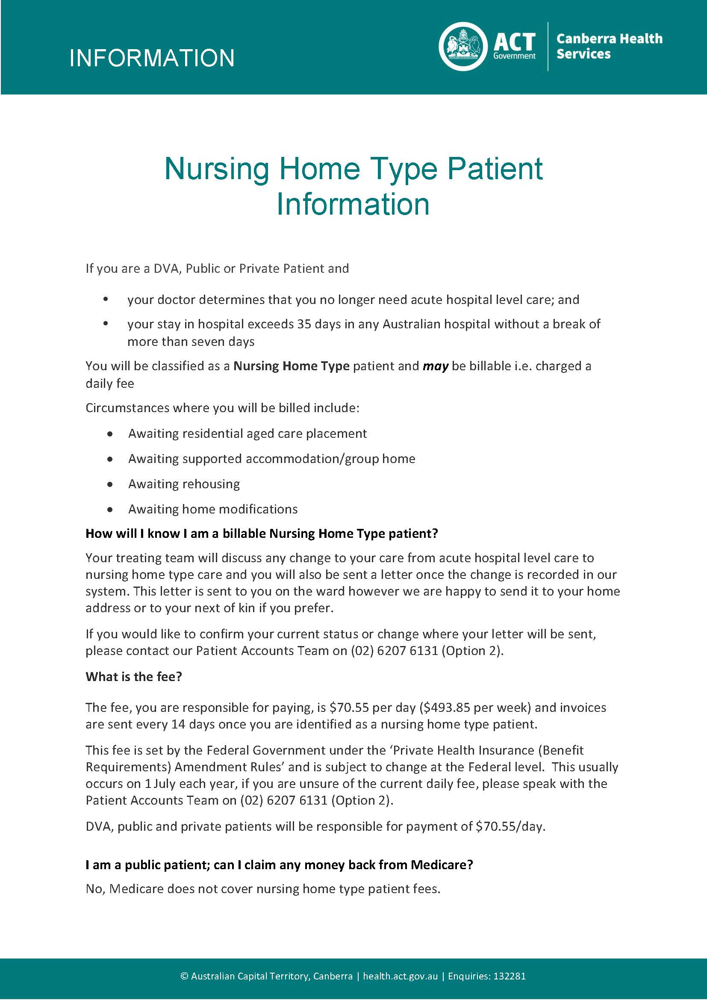 INFORMATION
ACT
Government
Canberra Health
Services
Nursing Home Type Patient
Information
If you are a DVA, Public or Private Patient and
• your doctor determines that you no longer need acute hospital level care; and
• your stay in hospital exceeds 35 days in any Australian hospital without a break of
more than seven days
You will be classified as a Nursing Home Type patient and may be billable i.e. charged a
daily fee
Circumstances where you will be billed include:
• Awaiting residential aged care placement
• Awaiting supported accommodation/group home
• Awaiting rehousing
• Awaiting home modifications
How will I know I am a billable Nursing Home Type patient?
Your treating team will discuss any change to your care from acute hospital level care to
nursing home type care and you will also be sent a letter once the change is recorded in our
system. This letter is sent to you on the ward however we are happy to send it to your home
address or to your next of kin if you prefer.
If you would like to confirm your current status or change where your letter will be sent,
please contact our Patient Accounts Team on (02) 6207 6131 (Option 2).
What is the fee?
The fee, you are responsible for paying, is $70.55 per day ($493.85 per week) and invoices
are sent every 14 days once you are identified as a nursing home type patient.
This fee is set by the Federal Government under the ‘Private Health Insurance (Benefit
Requirements) Amendment Rules’ and is subject to change at the Federal level. This usually
occurs on 1 July each year, if you are unsure of the current daily fee, please speak with the
Patient Accounts Team on (02) 6207 6131 (Option 2).
DVA, public and private patients will be responsible for payment of $70.55/day.
I am a public patient; can I claim any money back from Medicare?
No, Medicare does not cover nursing home type patient fees.
© Australian Capital Territory, Canberra | health.act.gov.au | Enquiries: 132281